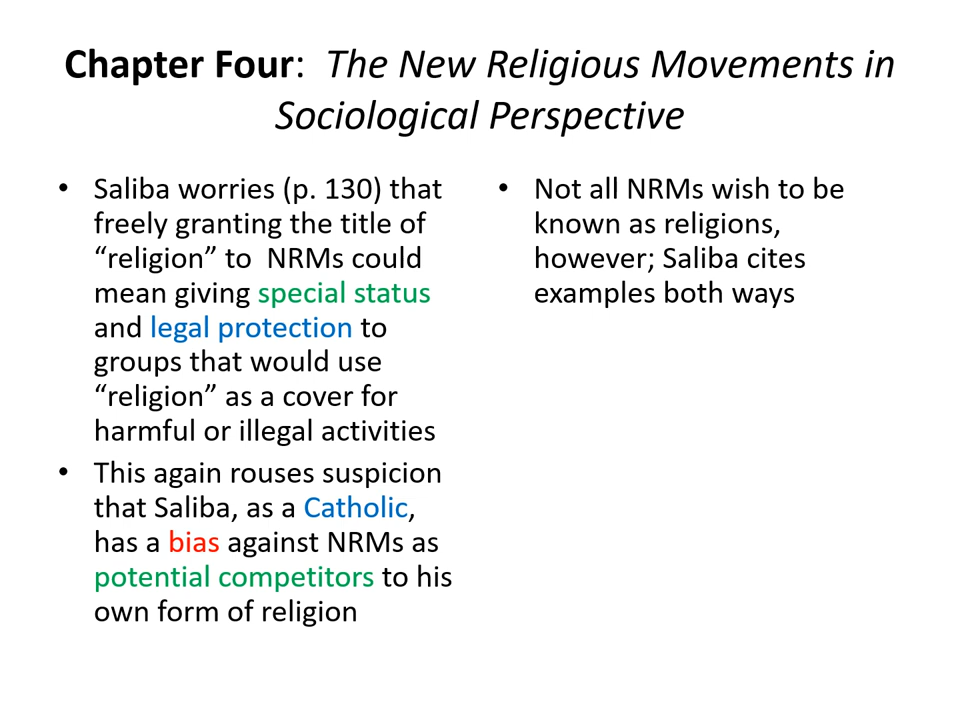 Chapter Four:  The New Religious Movements in
Sociological Perspective
• Saliba worries (p. 130) that
freely granting the title of
“religion” to  NRMs could
mean giving special status
and legal protection to
groups that would use
“religion” as a cover for
harmful or illegal activities
• This again rouses suspicion
that Saliba, as a Catholic,
has a bias against NRMs as
potential competitors to his
own form of religion
• Not all NRMs wish to be
known as religions,
however; Saliba cites
examples both ways